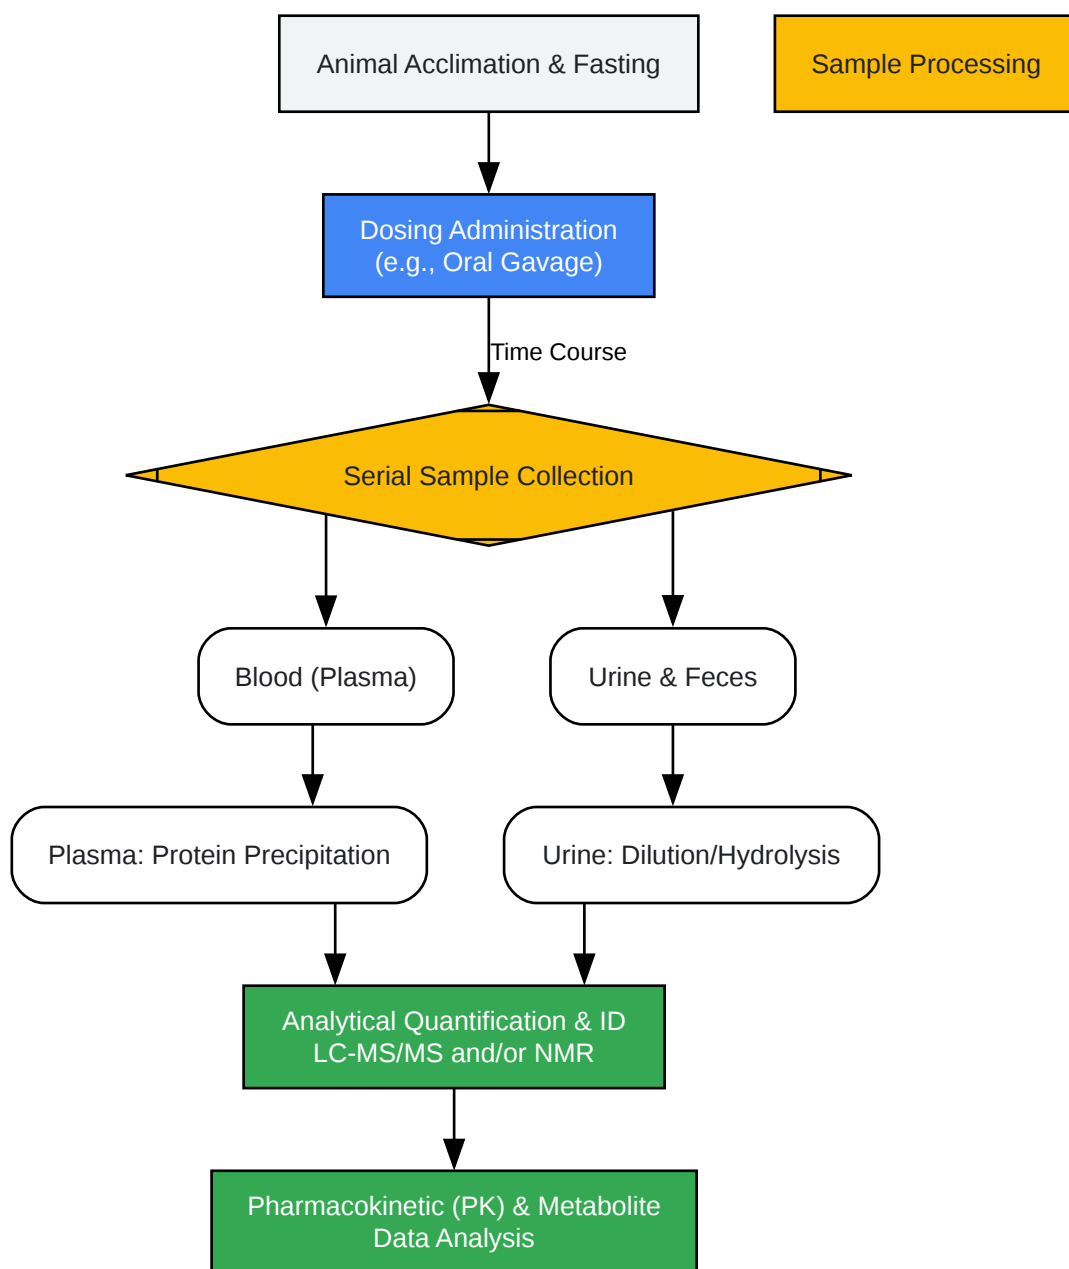 Animal Acclimation & Fasting
Sample Processing
Dosing Administration
(e.g., Oral Gavage)
Time Course
Serial Sample Collection
Blood (Plasma)
Urine & Feces
Plasma: Protein Precipitation
Urine: Dilution/Hydrolysis
Analytical Quantification & ID
LC-MS/MS and/or NMR
Pharmacokinetic (PK) & Metabolite
Data Analysis